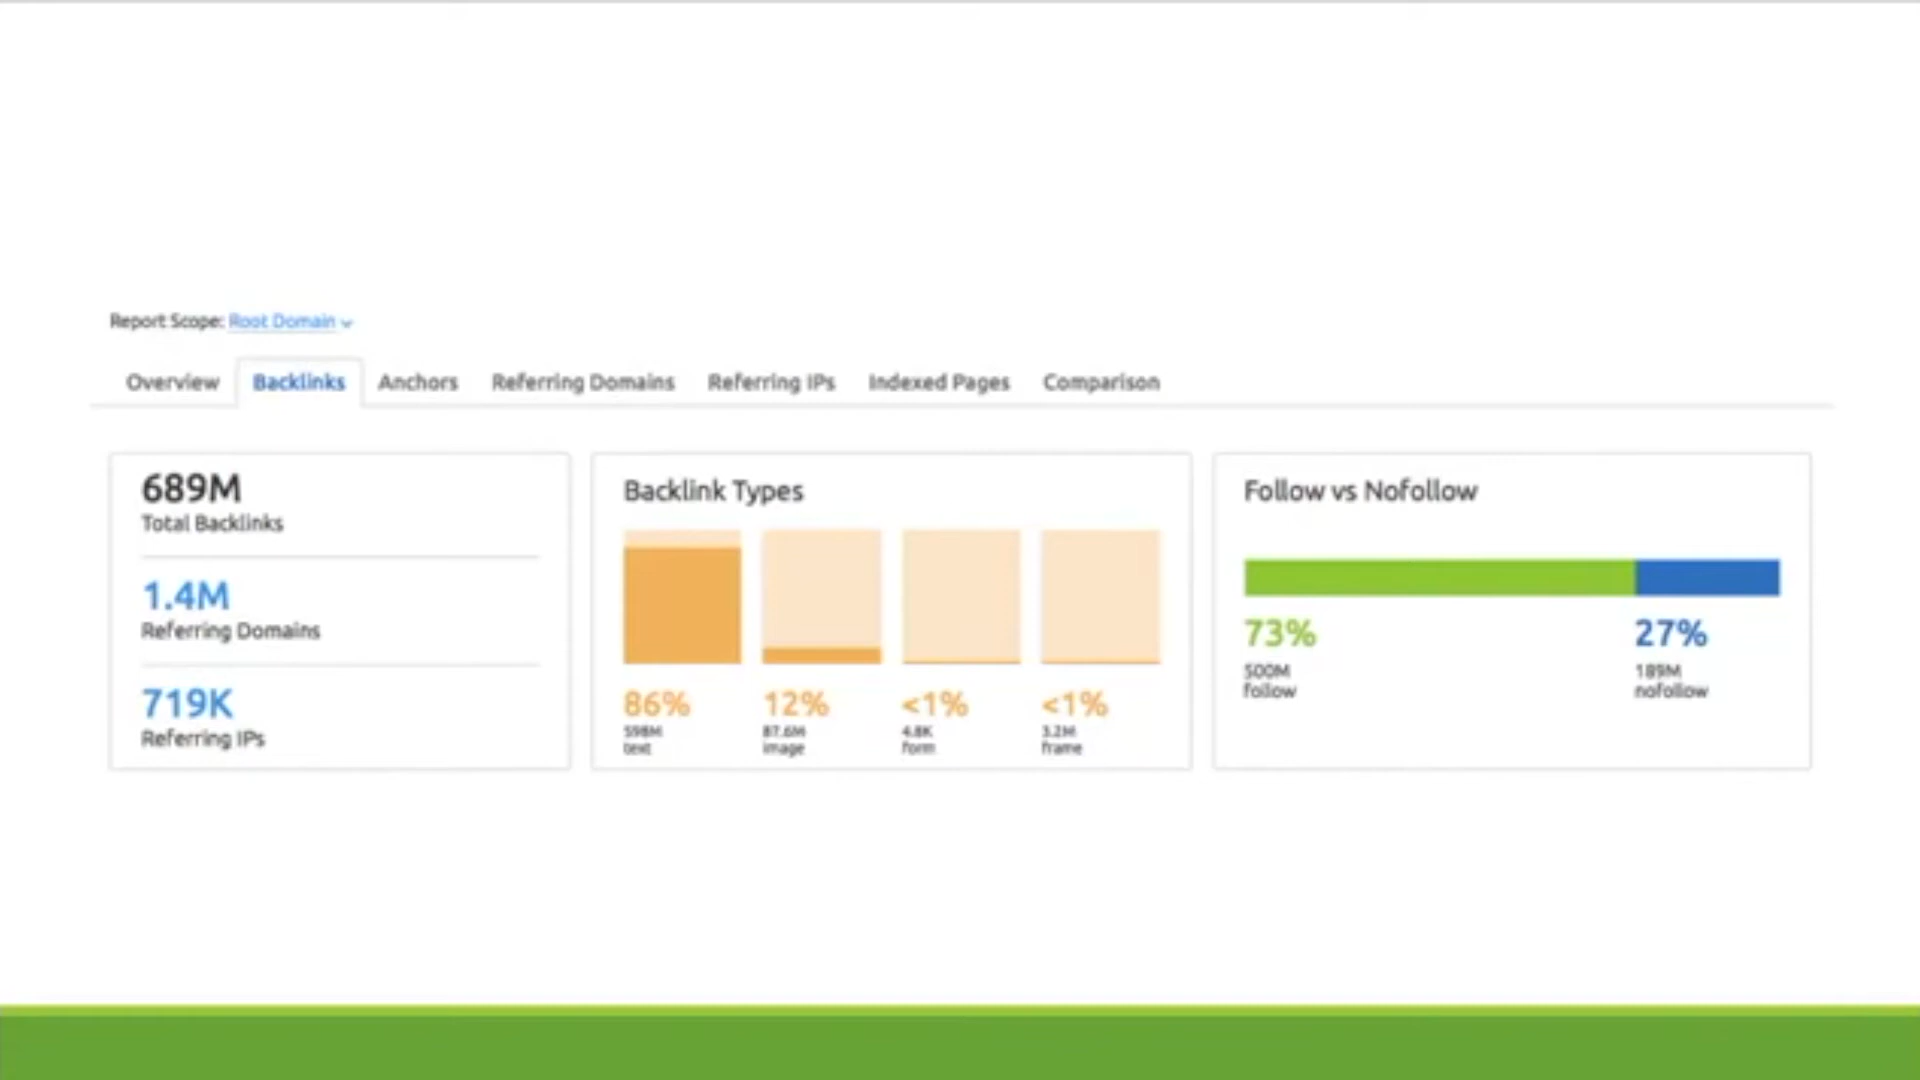 Report Scope: Root Domain
Overview Backlinks Anchors Referring Domains Referring IPs Indexed Pages Comparison
689M
Total Backlinks
1.4M
Referring Domains
719K
Referring IPs
Backlink Types
86% 12% <1% <1%
598M 87.6M 4.8K 3.2M
text image form frame
Follow vs Nofollow
73% 27%
500M 189M
follow nofollow